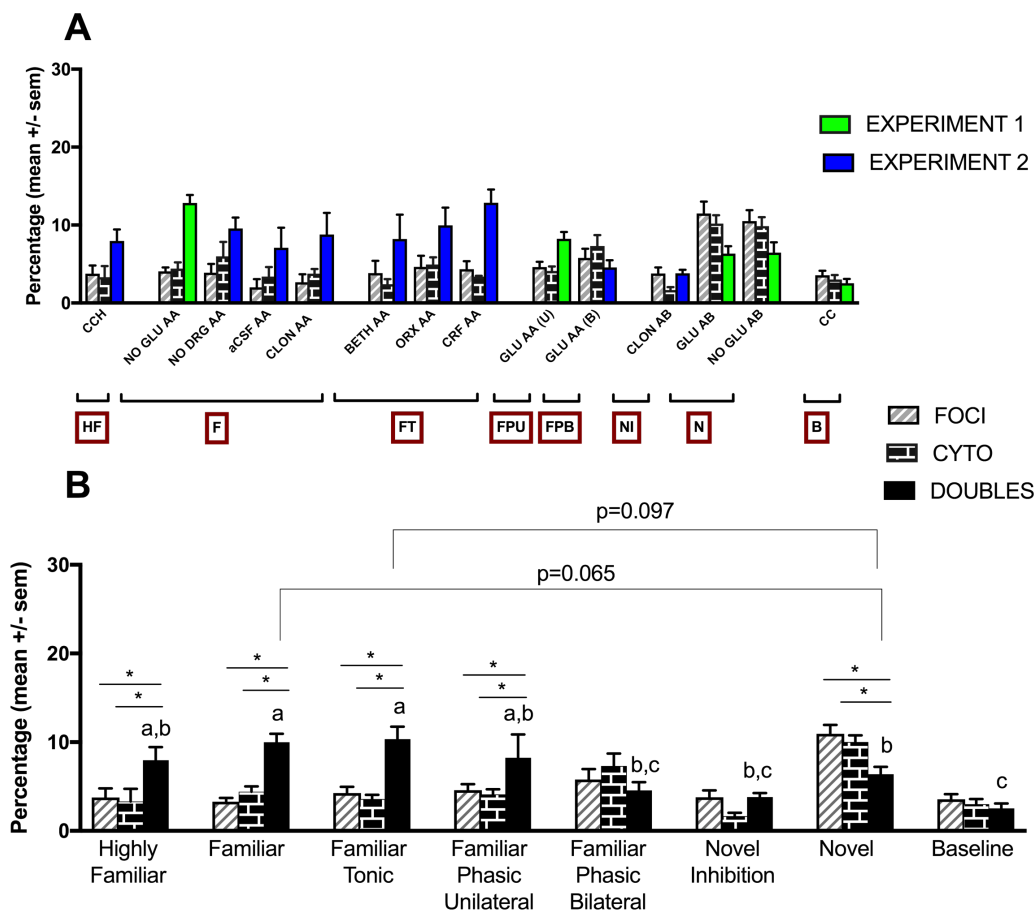 A
Percentage (mean +/- sem)
30
20
10
0
EXPERIMENT 1
EXPERIMENT 2
CCH
NO GLU AA
NO DRG AA
aCSF AA
CLON AA
BETH AA
ORX AA
CRF AA
GLU AA (U)
GLU AA (B)
CLON AB
GLU AB
NO GLU AB
CC
HF
F
FT
FPU
FPB
NI
N
B
FOCI
CYTO
DOUBLES
B
Percentage (mean +/- sem)
30
20
10
0
p=0.097
p=0.065
* * * * *
* * * * *
a,b a a a,b b,c b,c b c
Highly Familiar Familiar Familiar Familiar Novel Novel Baseline
Familiar Tonic Phasic Phasic Inhibition
Unilateral Bilateral